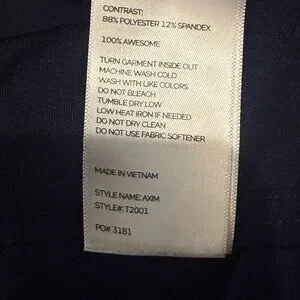 CONTRAST:
88% POLYESTER 12% SPANDEX
100% AWESOME
TURN GARMENT INSIDE OUT
MACHINE WASH COLD
WASH WITH LIKE COLORS
DO NOT BLEACH
TUMBLE DRY LOW
LOW HEAT IRON IF NEEDED
DO NOT DRY CLEAN
DO NOT USE FABRIC SOFTENER
MADE IN VIETNAM
STYLE NAME: AXIM
STYLE#: T2001
PO# 3181